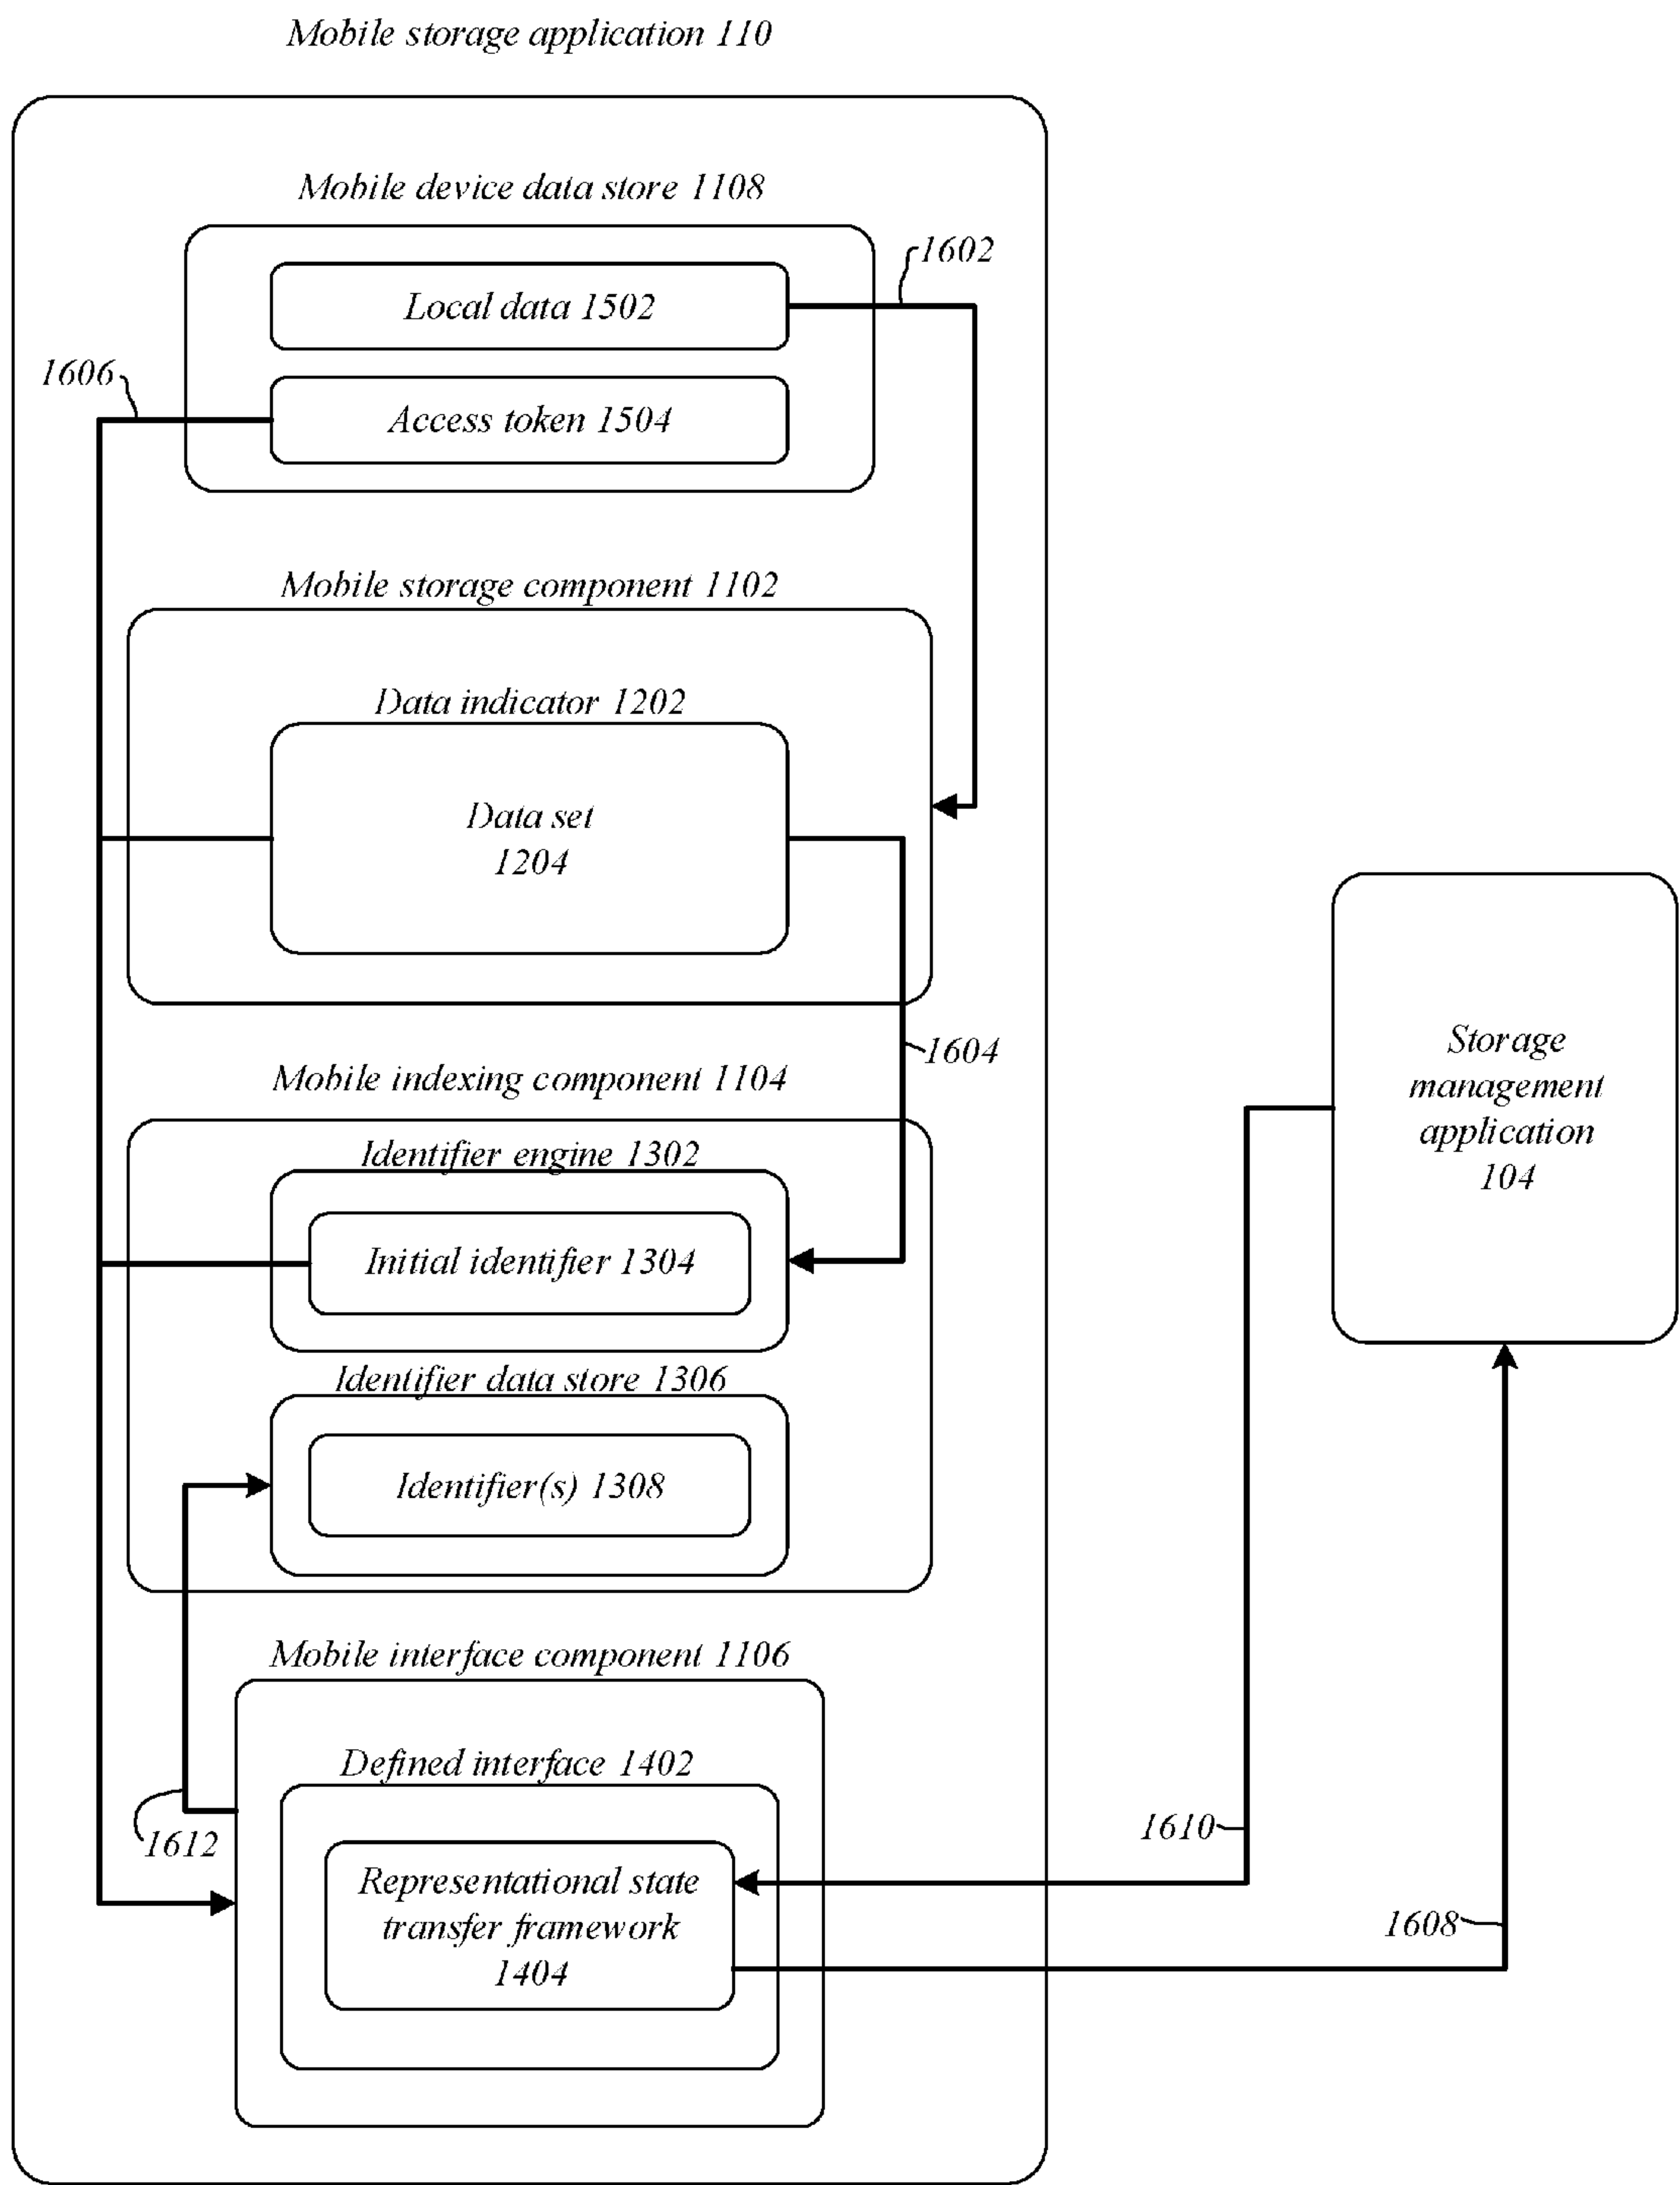 Mobile storage application 110
Mobile device data store 1108
1602
Local data 1502
1606
Access token 1504
Mobile storage component 1102
Data indicator 1202
Data set
1204
1604
Storage
management
application
104
Mobile indexing component 1104
Identifier engine 1302
Initial identifier 1304
Identifier data store 1306
Identifier(s) 1308
Mobile interface component 1106
Defined interface 1402
1612
1610
Representational state
transfer framework
1404
1608